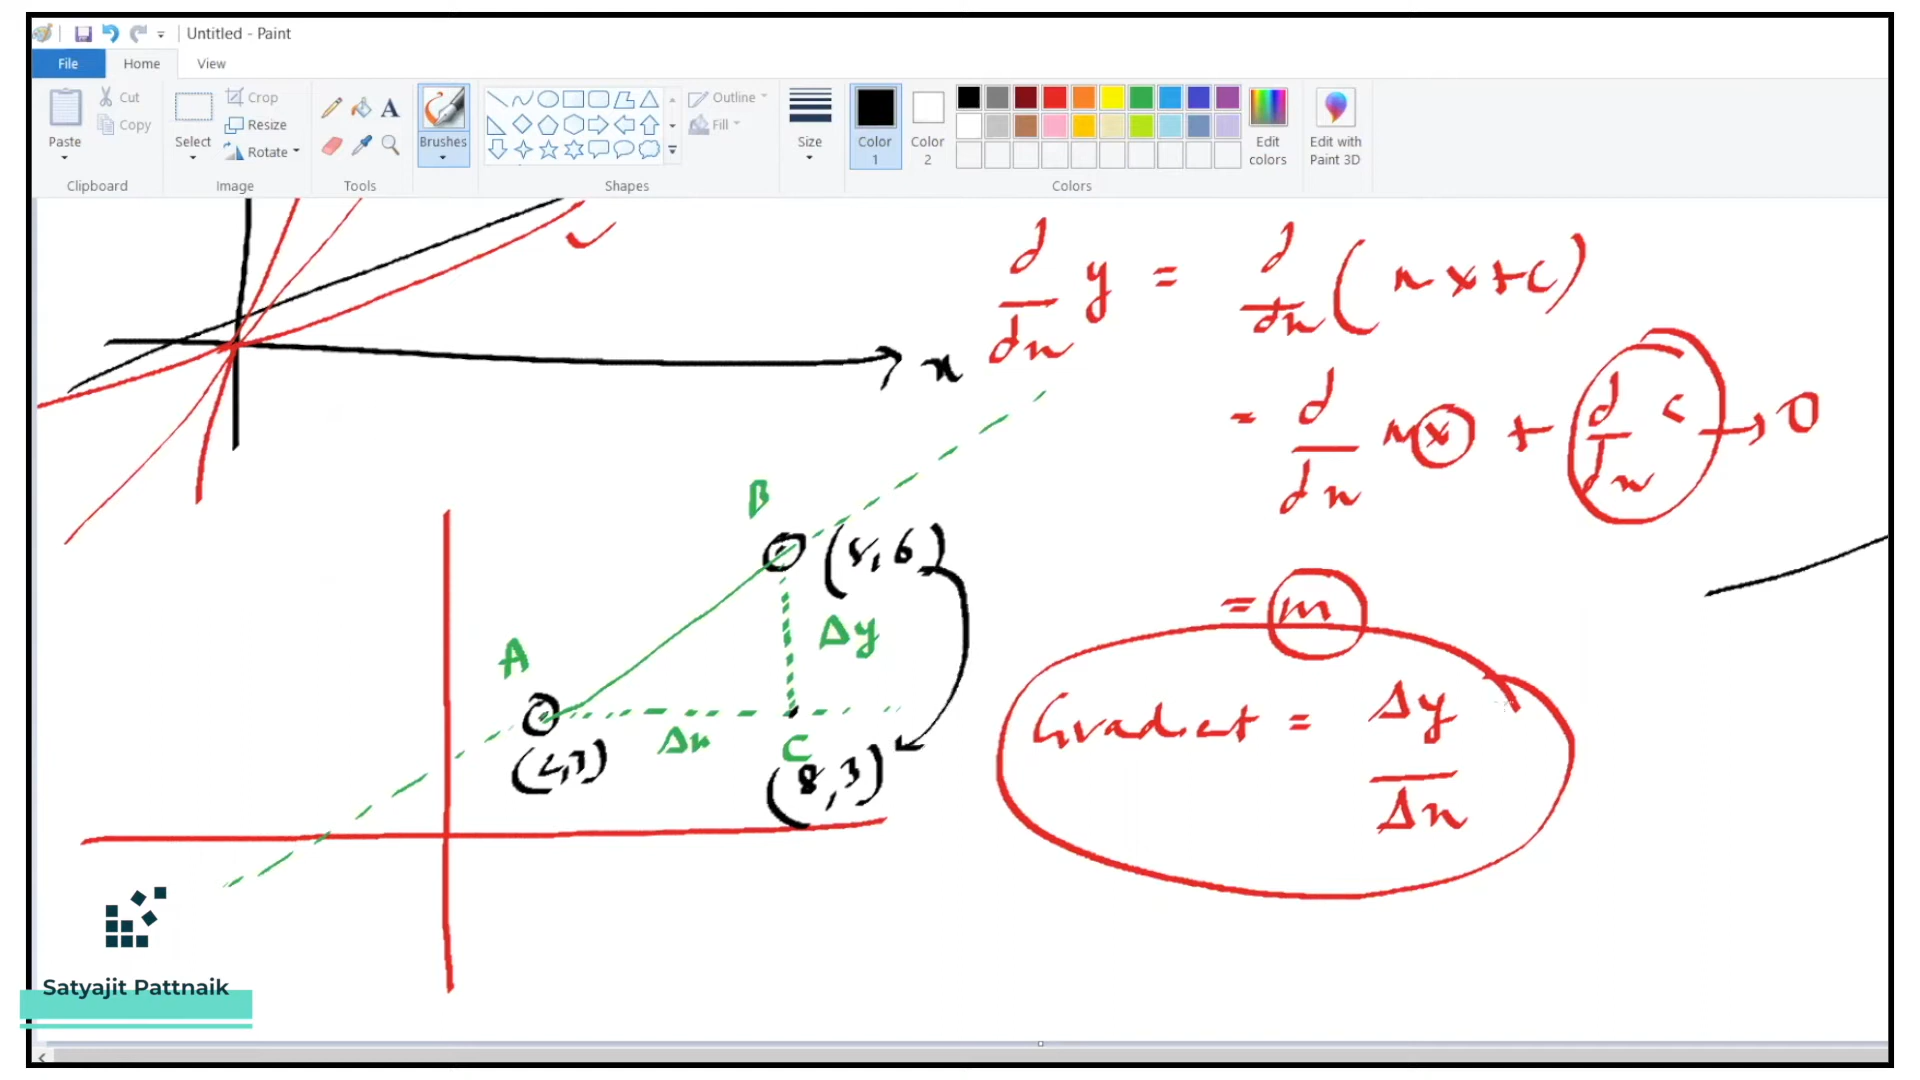 Untitled - Paint
File Home View
Paste Cut Copy Clipboard
Select Crop Resize Rotate Image
A Tools
Brushes
Shapes
Outline Fill
Size
Color 1 Color 2
Edit colors
Edit with Paint 3D
Colors
d/dx y = d/dx (mx+c)
x
= d/dx mx + d/dx c → 0
B
(8,6)
= m
Δy
A
Gradient = Δy/Δx
Δx
C
(2,3)
(8,3)
Satyajit Pattnaik